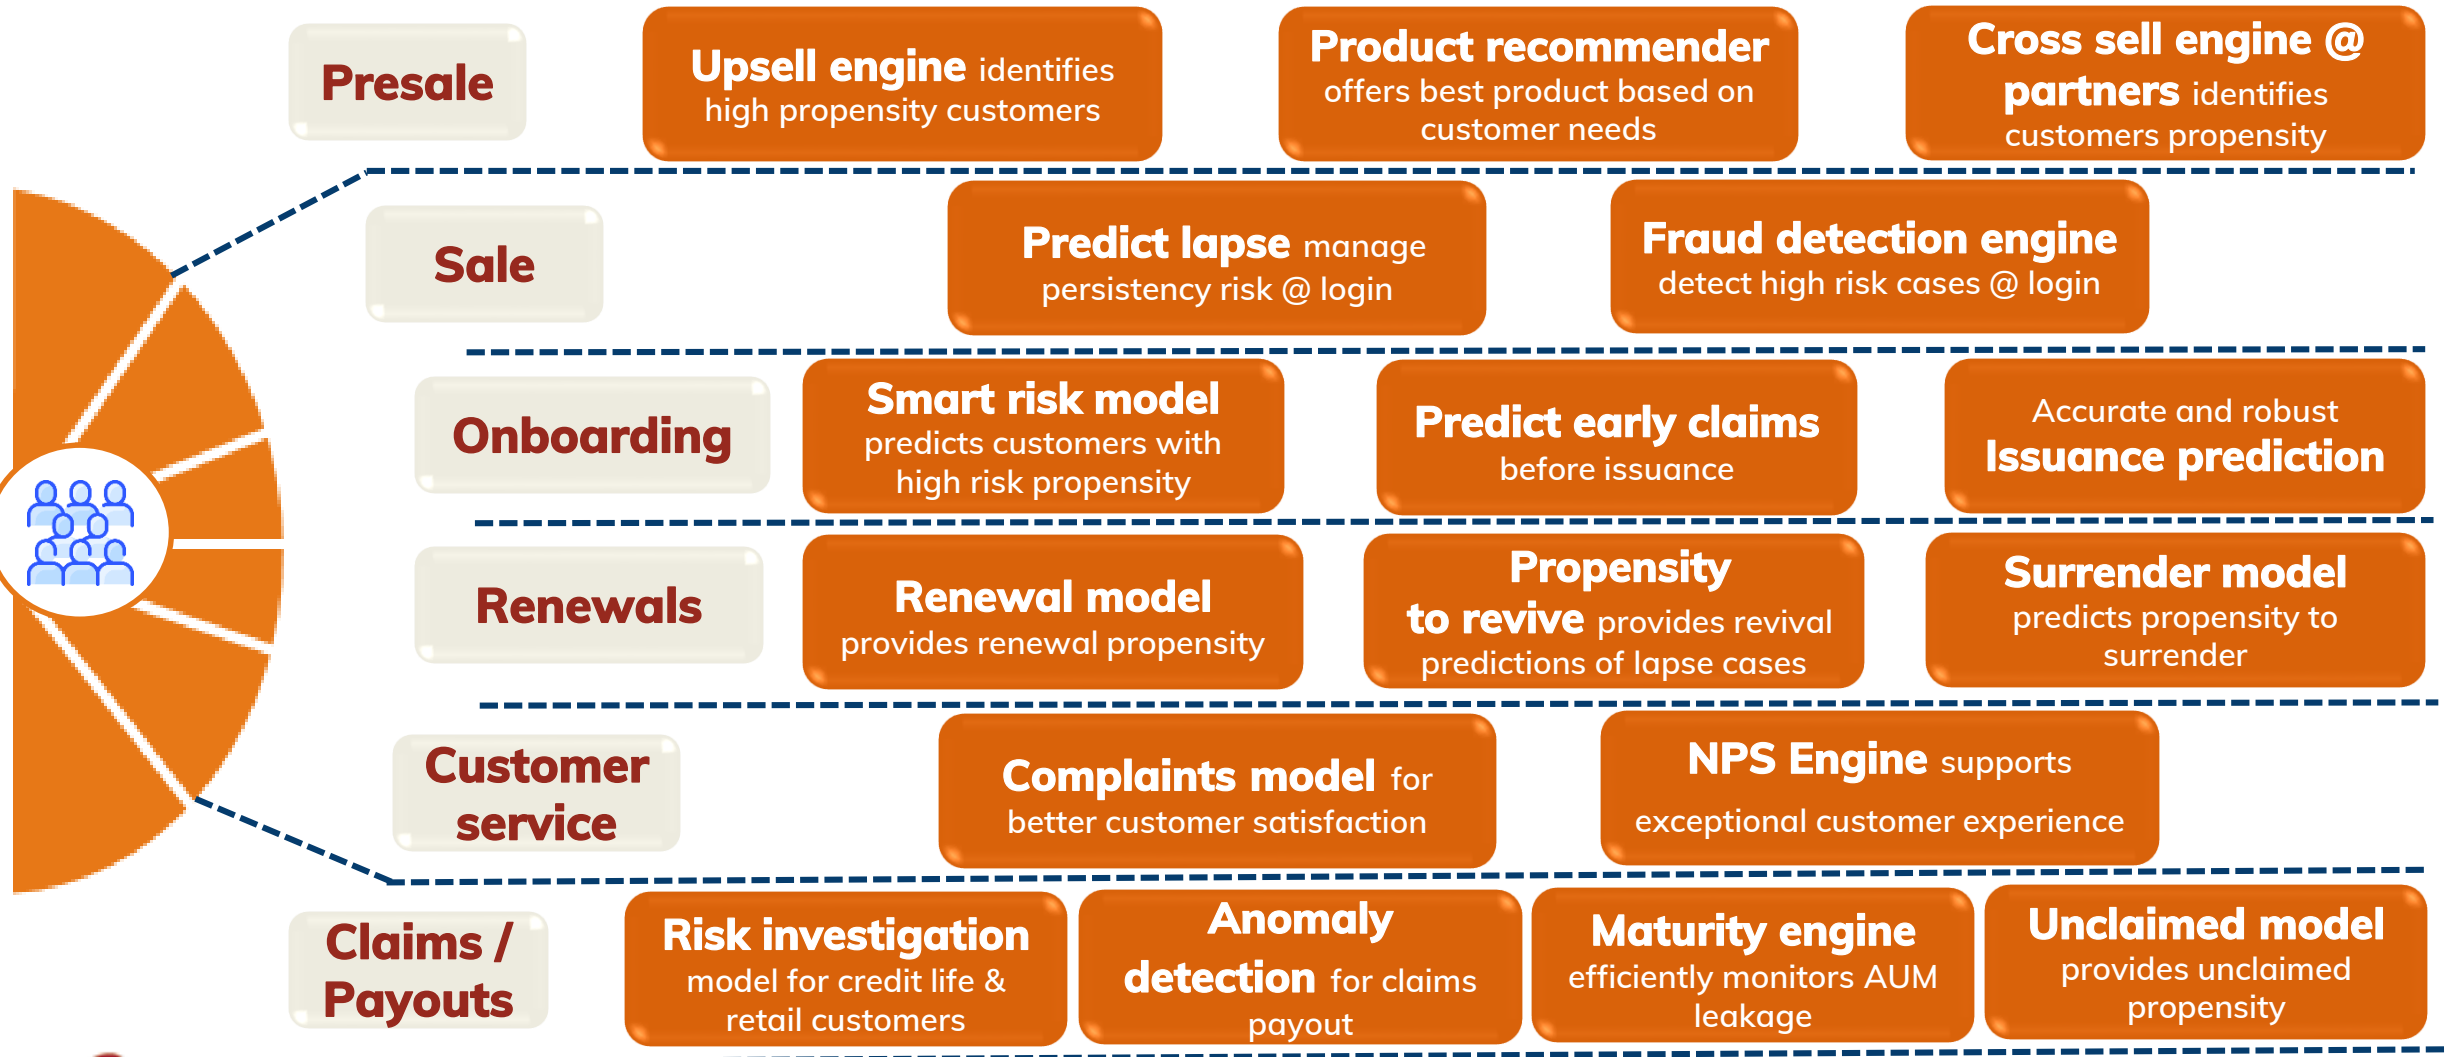 Presale
Upsell engine identifies
high propensity customers
Product recommender
offers best product based on
customer needs
Cross sell engine @
partners identifies
customers propensity
Sale
Predict lapse manage
persistency risk @ login
Fraud detection engine
detect high risk cases @ login
Onboarding
Smart risk model
predicts customers with
high risk propensity
Predict early claims
before issuance
Accurate and robust
Issuance prediction
Renewals
Renewal model
provides renewal propensity
Propensity
to revive provides revival
predictions of lapse cases
Surrender model
predicts propensity to
surrender
Customer
service
Complaints model for
better customer satisfaction
NPS Engine supports
exceptional customer experience
Claims /
Payouts
Risk investigation
model for credit life &
retail customers
Anomaly
detection for claims
payout
Maturity engine
efficiently monitors AUM
leakage
Unclaimed model
provides unclaimed
propensity